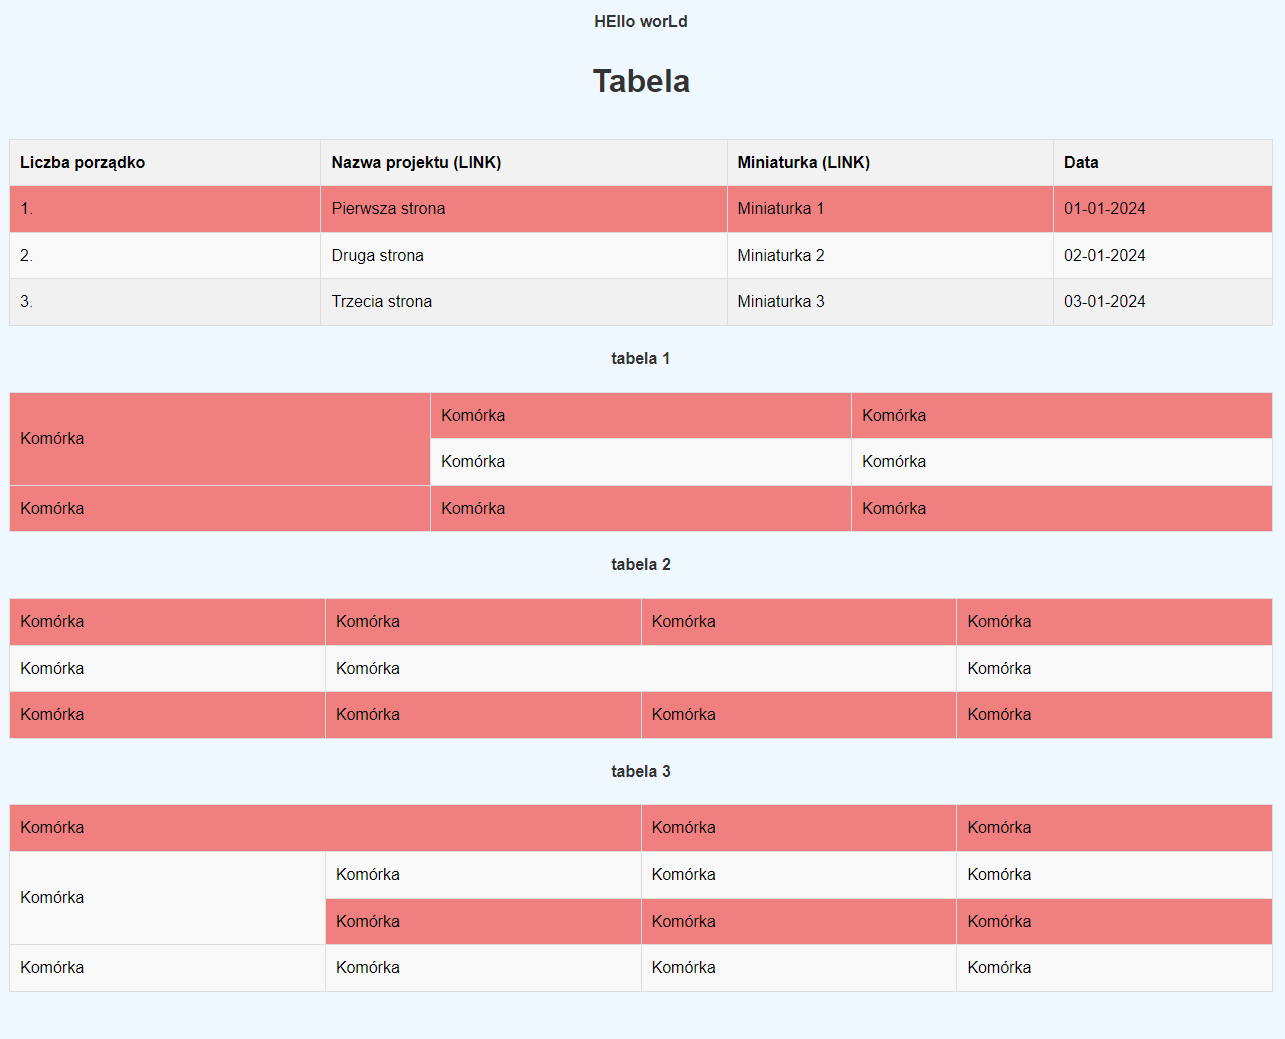 HEllo worLd
Tabela
Liczba porządko Nazwa projektu (LINK) Miniaturka (LINK) Data
1. Pierwsza strona Miniaturka 1 01-01-2024
2. Druga strona Miniaturka 2 02-01-2024
3. Trzecia strona Miniaturka 3 03-01-2024
tabela 1
Komórka Komórka Komórka
Komórka Komórka
Komórka Komórka Komórka
tabela 2
Komórka Komórka Komórka Komórka
Komórka Komórka Komórka
Komórka Komórka Komórka Komórka
tabela 3
Komórka Komórka Komórka
Komórka Komórka Komórka Komórka
Komórka Komórka Komórka
Komórka Komórka Komórka Komórka